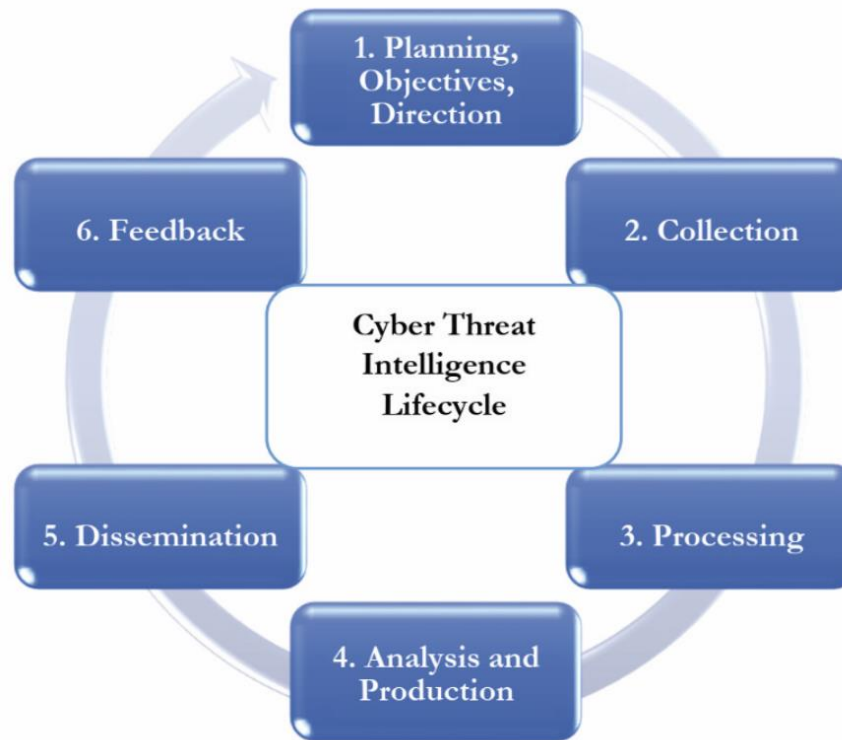 1. Planning,
Objectives,
Direction
2. Collection
3. Processing
4. Analysis and
Production
5. Dissemination
6. Feedback
Cyber Threat
Intelligence
Lifecycle